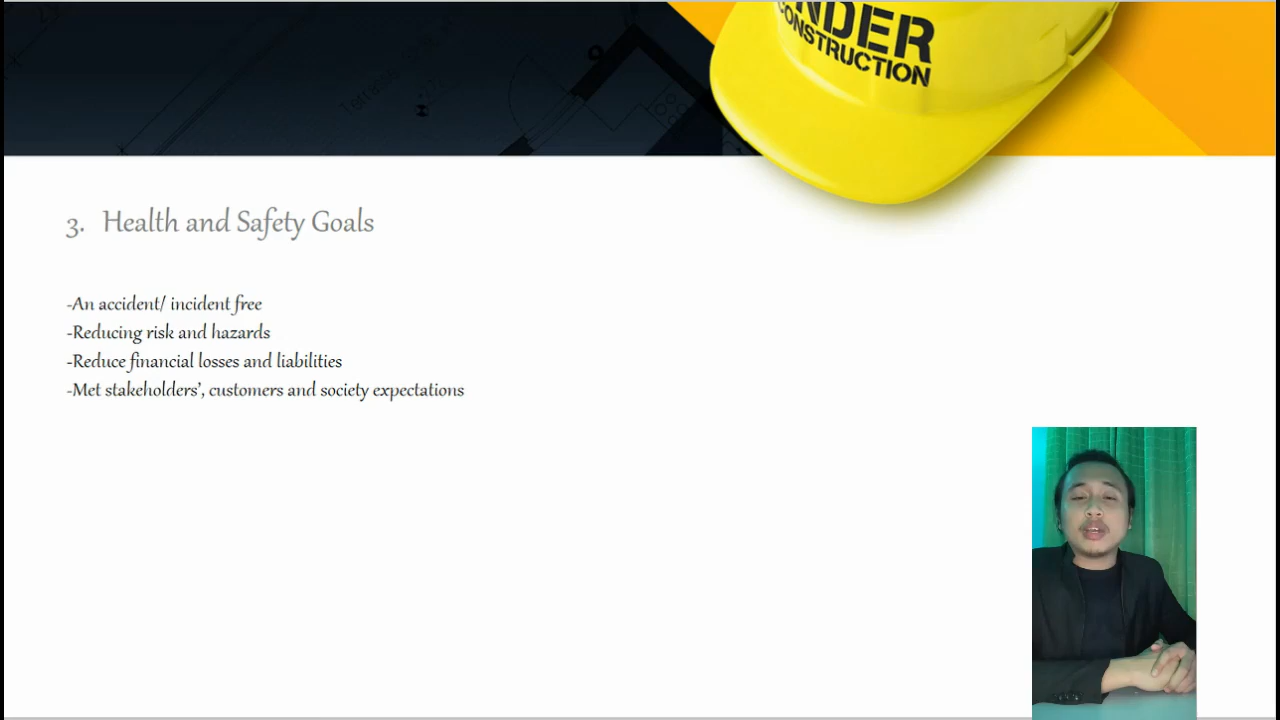 CONSTRUCTION
3. Health and Safety Goals
-An accident/ incident free
-Reducing risk and hazards
-Reduce financial losses and liabilities
-Met stakeholders’, customers and society expectations